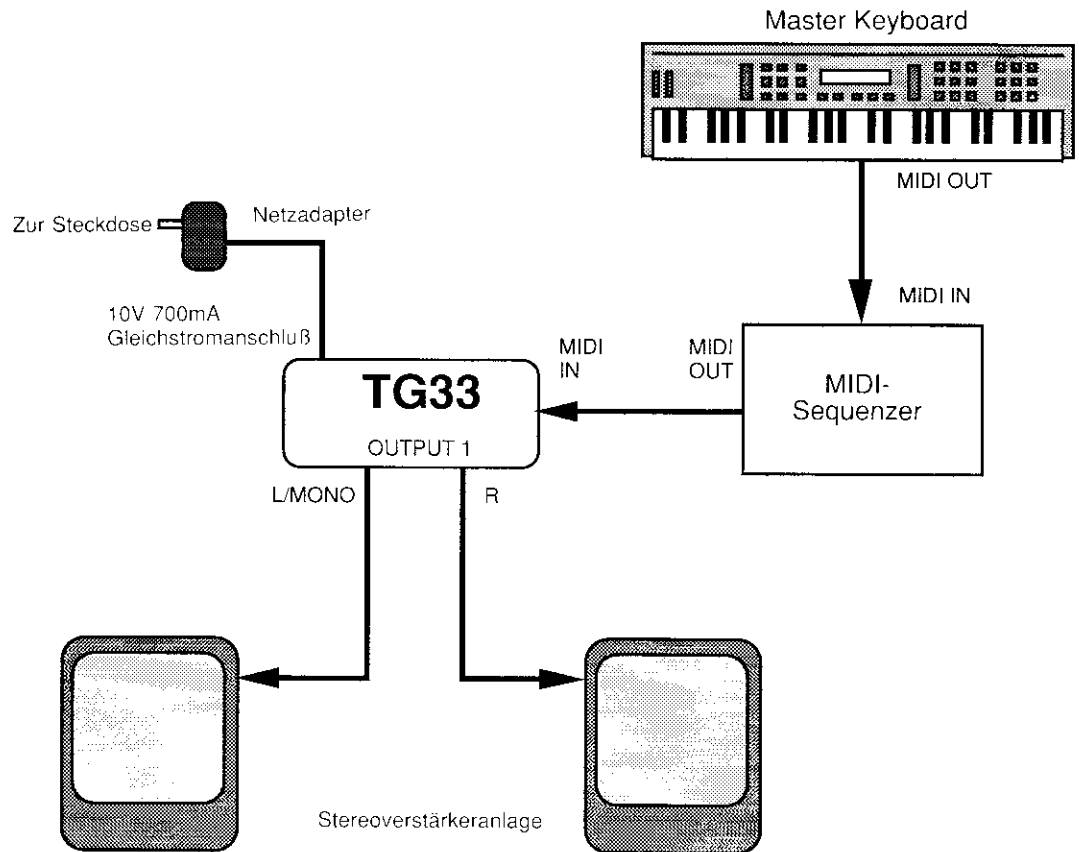 Master Keyboard
MIDI OUT
Zur Steckdose
Netzadapter
10V 700mA
Gleichstromanschluß
MIDI IN
MIDI
IN
MIDI
OUT
MIDI-
Sequenzer
TG33
OUTPUT 1
L/MONO
R
Stereoverstärkeranlage